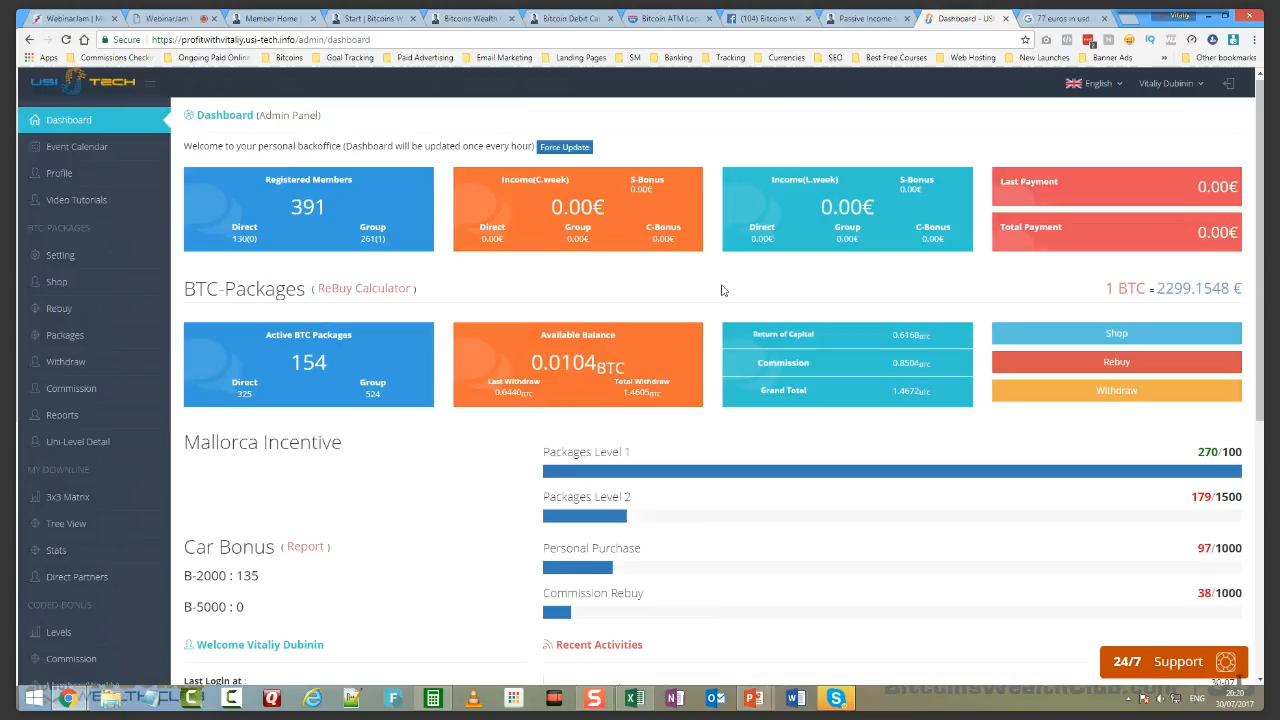 WebinarJam | M
WebinarJam
Member Home |
Start | Bitcoins W
Bitcoins Wealth C
Bitcoin Debit Car
Bitcoin ATM Loc
(104) Bitcoins W
Passive Income
Dashboard - USI
77 euros in usd
Vitaliy
Secure https://profitwithvitaliy.usi-tech.info/admin/dashboard
Apps Commissions Checke Ongoing Paid Online Bitcoins Goal Tracking Paid Advertising Email Marketing Landing Pages SM Banking Tracking Currencies SEO Best Free Courses Web Hosting New Launches Banner Ads » Other bookmarks
USI TECH
English Vitaliy Dubinin
Dashboard
Event Calendar
Profile
Video Tutorials
BTC-PACKAGES
Setting
Shop
Rebuy
Packages
Withdraw
Commission
Reports
Uni-Level Detail
MY DOWNLINE
3x3 Matrix
Tree View
Stats
Direct Partners
CODED-BONUS
Levels
Commission
Dashboard (Admin Panel)
Welcome to your personal backoffice (Dashboard will be updated once every hour) Force Update
Registered Members
391
Direct Group
130(0) 261(1)
Income(C.week) S-Bonus
0.00€
0.00€
Direct Group C-Bonus
0.00€ 0.00€ 0.00€
Income(L.week) S-Bonus
0.00€
0.00€
Direct Group C-Bonus
0.00€ 0.00€ 0.00€
Last Payment 0.00€
Total Payment 0.00€
BTC-Packages ( ReBuy Calculator ) 1 BTC = 2299.1548 €
Active BTC Packages
154
Direct Group
325 524
Available Balance
0.0104BTC
Last Withdraw Total Withdraw
0.0440BTC 1.4605BTC
Return of Capital 0.6168BTC
Commission 0.8504BTC
Grand Total 1.4672BTC
Shop
Rebuy
Withdraw
Mallorca Incentive
Packages Level 1 270/100
Packages Level 2 179/1500
Car Bonus ( Report )
B-2000 : 135
B-5000 : 0
Personal Purchase 97/1000
Commission Rebuy 38/1000
Welcome Vitaliy Dubinin
Recent Activities
Last Login at :
24/7 Support
30-07
BitcoinsWealthClub.com
ENG
20:20
30/07/2017